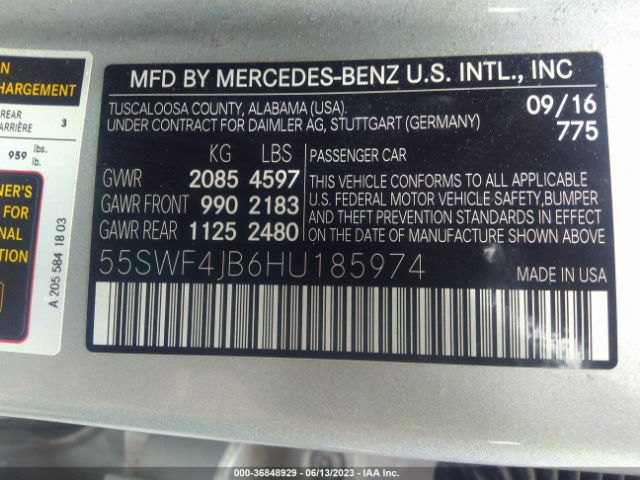 ON
CHARGEMENT
REAR
ARRIÈRE 3
959 lbs.
lb.
NER'S
FOR
ONAL
ON
A 205 584 18 03
MFD BY MERCEDES-BENZ U.S. INTL., INC
TUSCALOOSA COUNTY, ALABAMA (USA).
UNDER CONTRACT FOR DAIMLER AG, STUTTGART (GERMANY)
09/16
775
KG LBS
GVWR 2085 4597
GAWR FRONT 990 2183
GAWR REAR 1125 2480
PASSENGER CAR
THIS VEHICLE CONFORMS TO ALL APPLICABLE
U.S. FEDERAL MOTOR VEHICLE SAFETY,BUMPER
AND THEFT PREVENTION STANDARDS IN EFFECT
ON THE DATE OF MANUFACTURE SHOWN ABOVE.
55SWF4JB6HU185974
MADE IN USA
000-36848929 - 06/13/2023 - IAA Inc.